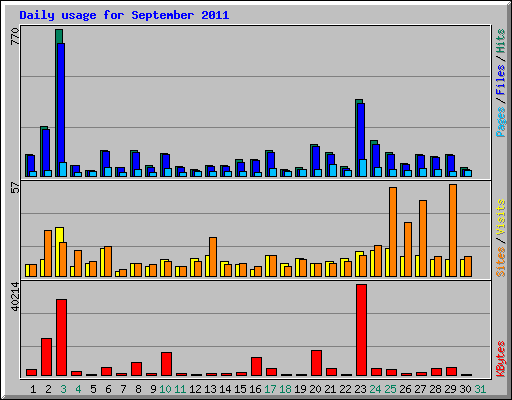 Daily usage for September 2011
770
Pages / Files / Hits
57
Sites / Visits
40214
KBytes
1 2 3 4 5 6 7 8 9 10 11 12 13 14 15 16 17 18 19 20 21 22 23 24 25 26 27 28 29 30 31